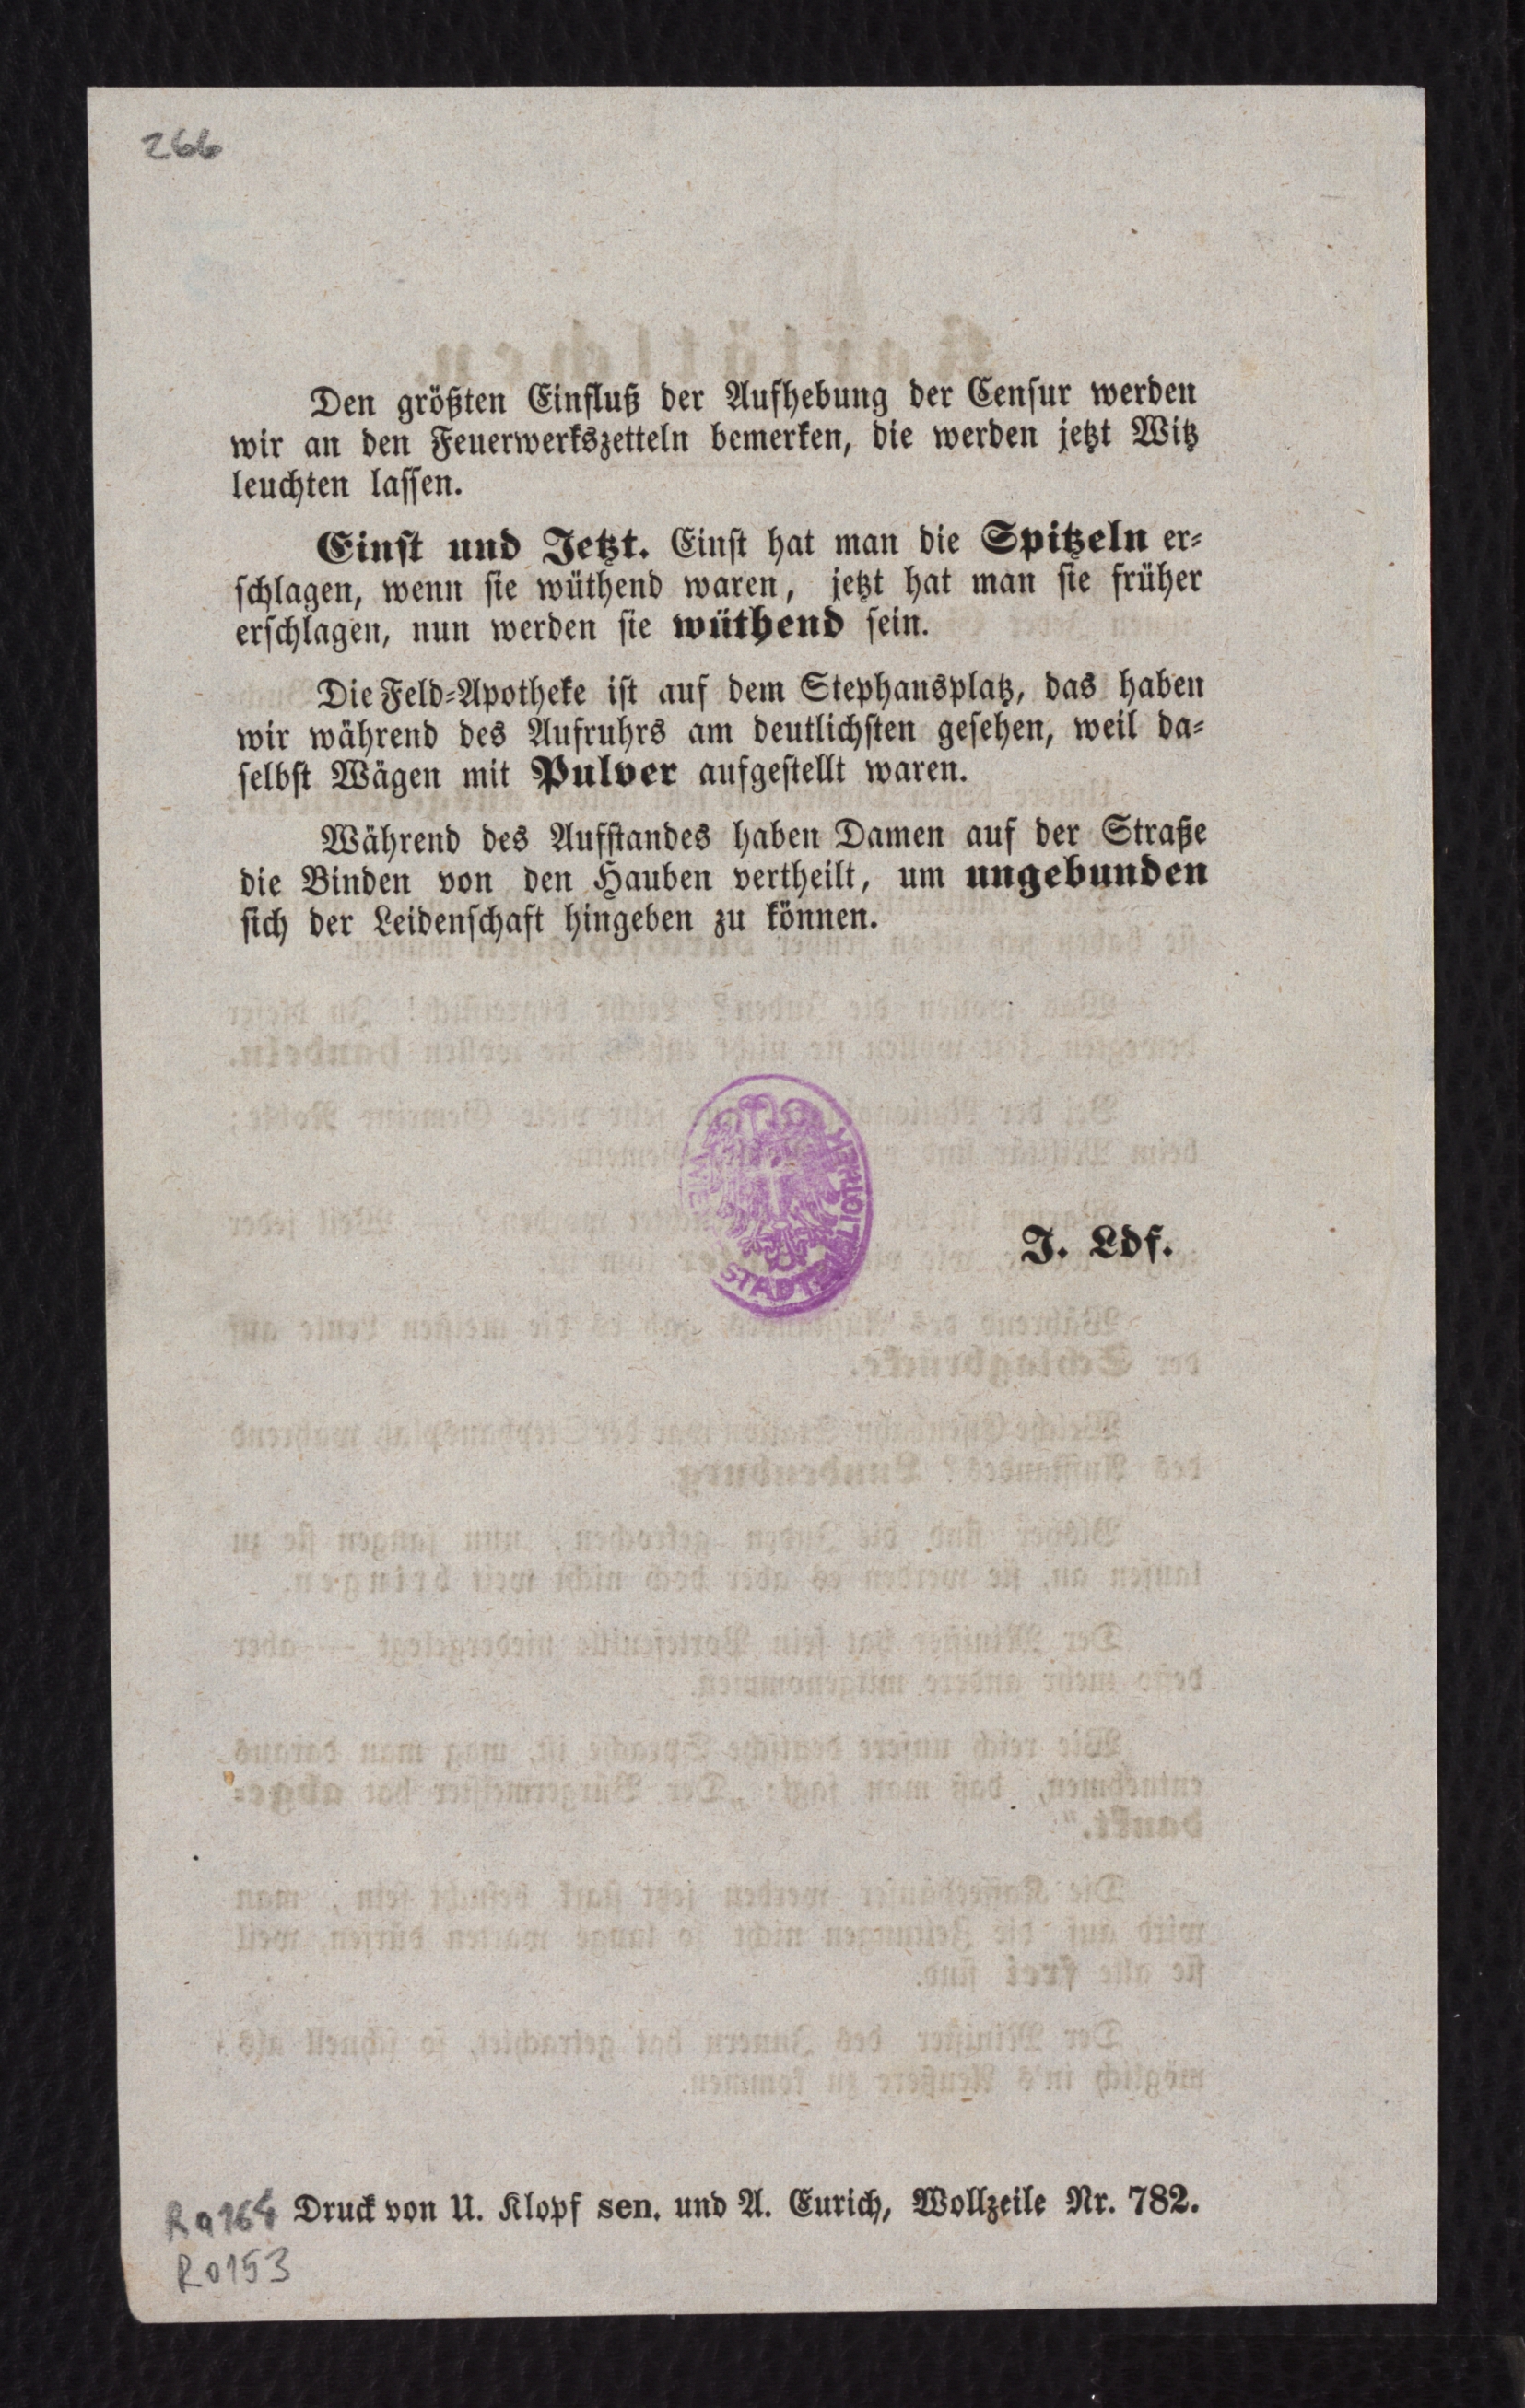 266
Den größten Einfluß der Aufhebung der Censur werden
wir an den Feuerwerkszetteln bemerken, die werden jetzt Witz
leuchten lassen.
Einst und Jetzt. Einst hat man die Spitzeln er-
schlagen, wenn sie wüthend waren, jetzt hat man sie früher
erschlagen, nun werden sie wüthend sein.
Die Feld-Apotheke ist auf dem Stephansplatz, das haben
wir während des Aufruhrs am deutlichsten gesehen, weil da-
selbst Wägen mit Pulver aufgestellt waren.
Während des Aufstandes haben Damen auf der Straße
die Binden von den Hauben vertheilt, um ungebunden
sich der Leidenschaft hingeben zu können.
J. Ldf.
Druck von U. Klopf sen. und A. Eurich, Wollzeile Nr. 782.
R0153